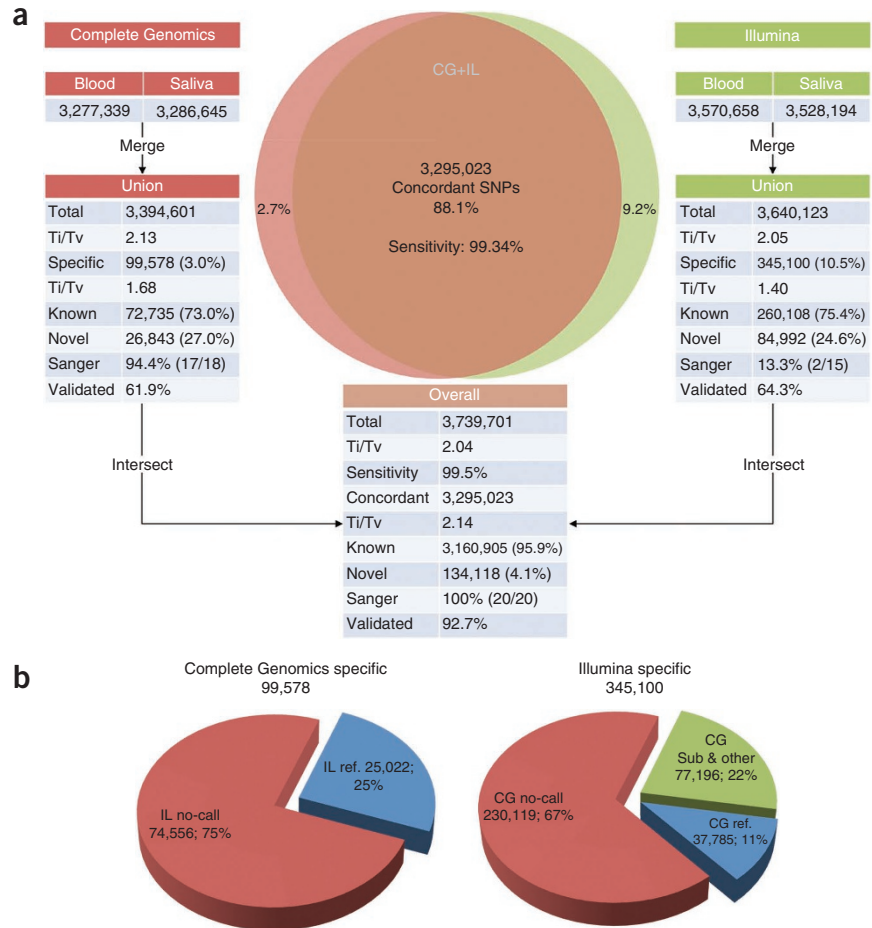 a
Complete Genomics
Blood Saliva
3,277,339 3,286,645
Merge
Union
Total 3,394,601
Ti/Tv 2.13
Specific 99,578 (3.0%)
Ti/Tv 1.68
Known 72,735 (73.0%)
Novel 26,843 (27.0%)
Sanger 94.4% (17/18)
Validated 61.9%
Intersect
CG+IL
2.7%
3,295,023
Concordant SNPs
88.1%
Sensitivity: 99.34%
9.2%
Illumina
Blood Saliva
3,570,658 3,528,194
Merge
Union
Total 3,640,123
Ti/Tv 2.05
Specific 345,100 (10.5%)
Ti/Tv 1.40
Known 260,108 (75.4%)
Novel 84,992 (24.6%)
Sanger 13.3% (2/15)
Validated 64.3%
Intersect
Overall
Total 3,739,701
Ti/Tv 2.04
Sensitivity 99.5%
Concordant 3,295,023
Ti/Tv 2.14
Known 3,160,905 (95.9%)
Novel 134,118 (4.1%)
Sanger 100% (20/20)
Validated 92.7%
b
Complete Genomics specific
99,578
IL ref. 25,022;
25%
IL no-call
74,556; 75%
Illumina specific
345,100
CG
Sub & other
77,196; 22%
CG no-call
230,119; 67%
CG ref.
37,785; 11%